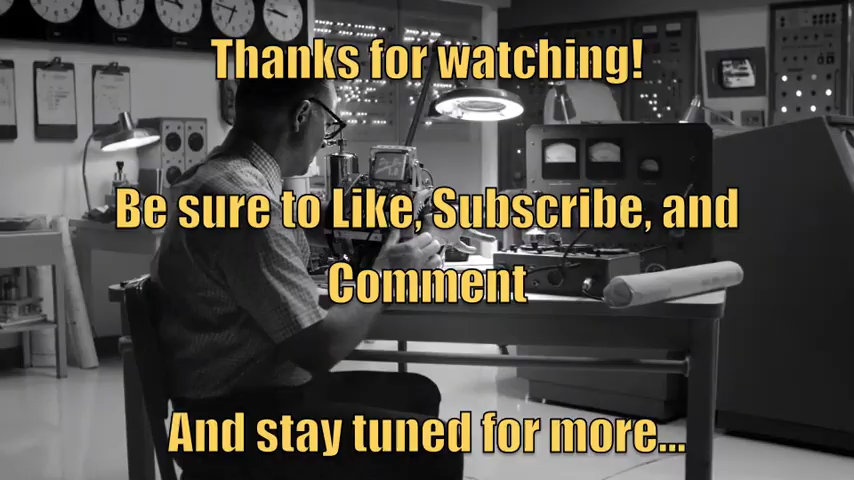 Thanks for watching!
Be sure to Like, Subscribe, and
Comment
And stay tuned for more...